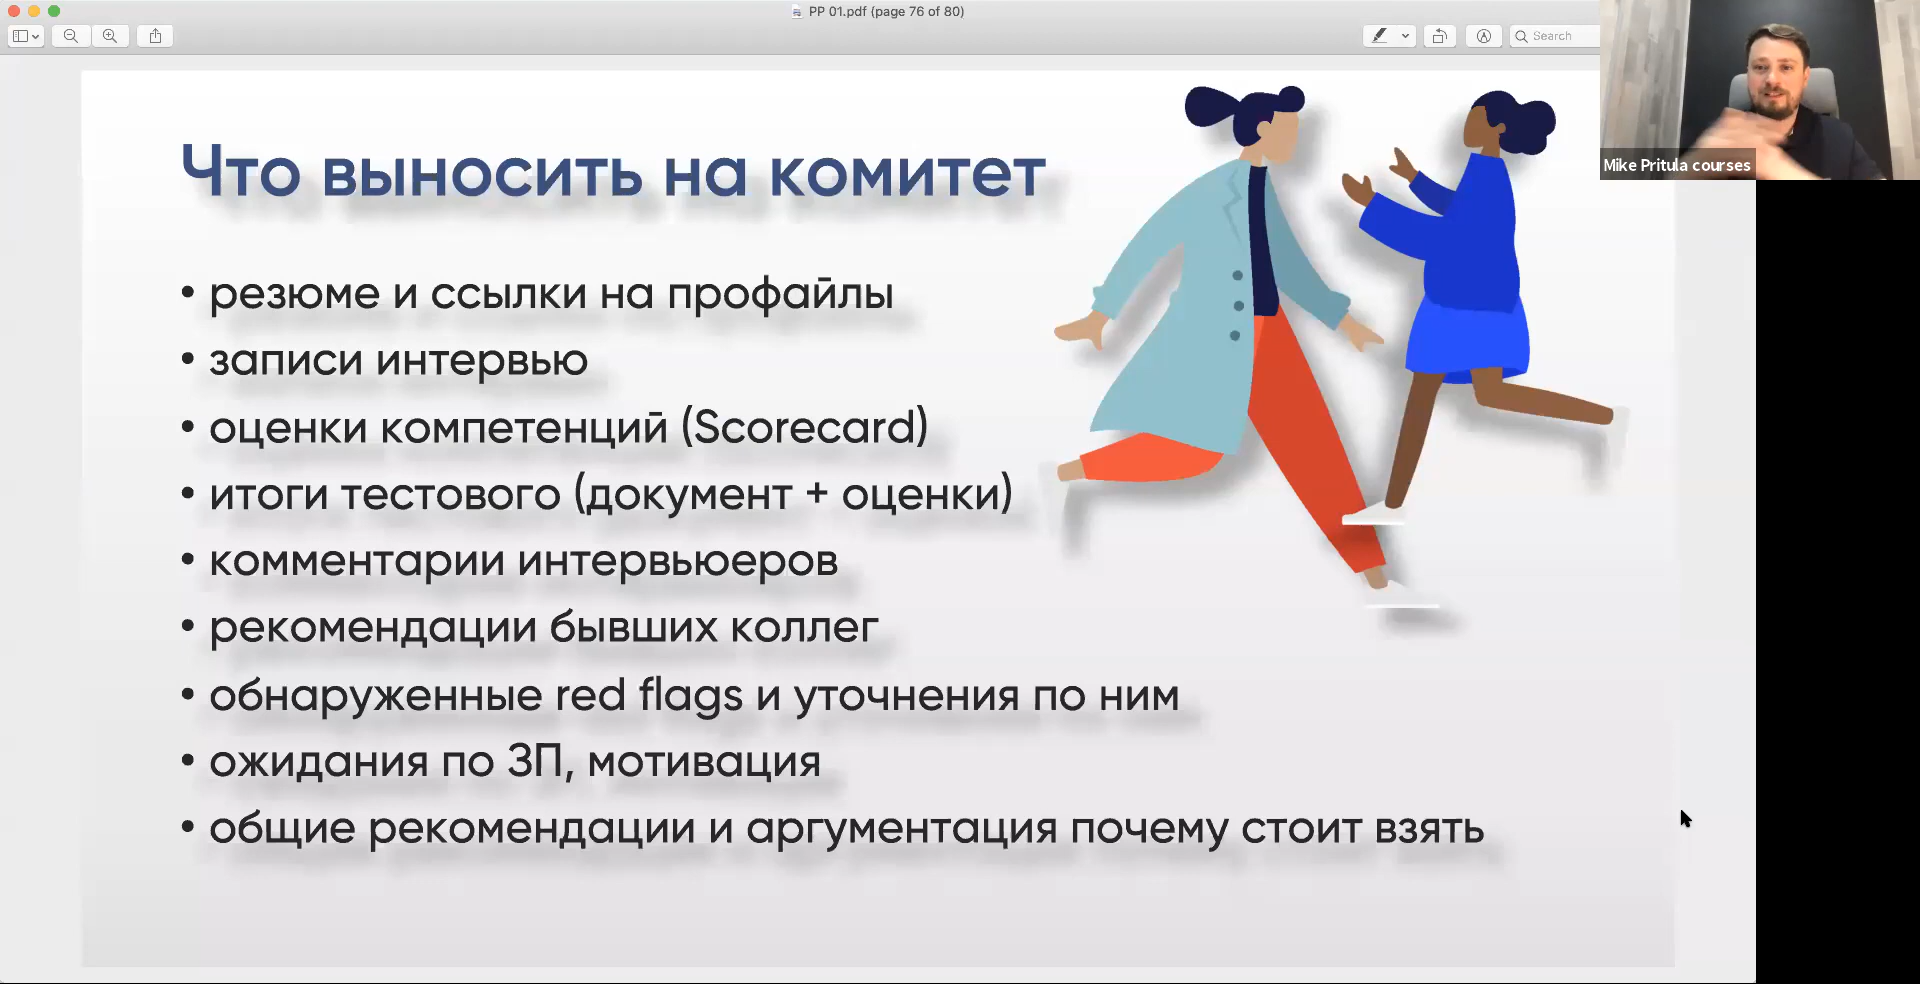 PP 01.pdf (page 76 of 80)
Search
Mike Pritula courses
Что выносить на комитет
• резюме и ссылки на профайлы
• записи интервью
• оценки компетенций (Scorecard)
• итоги тестового (документ + оценки)
• комментарии интервьюеров
• рекомендации бывших коллег
• обнаруженные red flags и уточнения по ним
• ожидания по ЗП, мотивация
• общие рекомендации и аргументация почему стоит взять